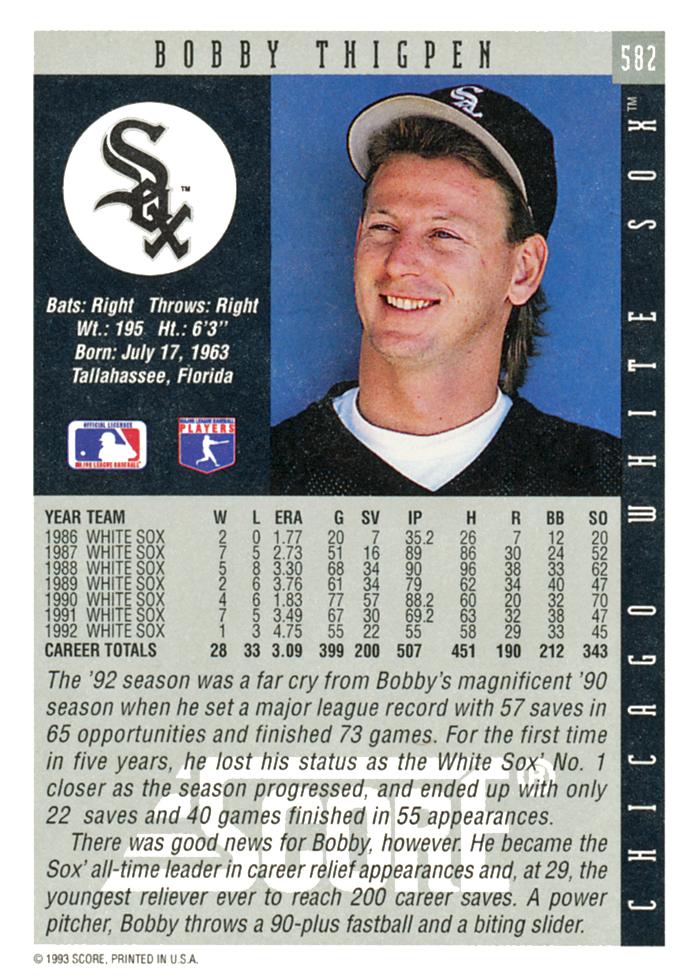 BOBBY THIGPEN
582
Sox™
Sox
CHICAGO WHITE SOX™
Bats: Right Throws: Right
Wt.: 195 Ht.: 6'3''
Born: July 17, 1963
Tallahassee, Florida
OFFICIAL LICENSEE
MAJOR LEAGUE BASEBALL
MAJOR LEAGUE BASEBALL
PLAYERS
YEAR TEAM W L ERA G SV IP H R BB SO
1986 WHITE SOX 2 0 1.77 20 7 35.2 26 7 12 20
1987 WHITE SOX 7 5 2.73 51 16 89 86 30 24 52
1988 WHITE SOX 5 8 3.30 68 34 90 96 38 33 62
1989 WHITE SOX 2 6 3.76 61 34 79 62 34 40 47
1990 WHITE SOX 4 6 1.83 77 57 88.2 60 20 32 70
1991 WHITE SOX 7 5 3.49 67 30 69.2 63 32 38 47
1992 WHITE SOX 1 3 4.75 55 22 55 58 29 33 45
CAREER TOTALS 28 33 3.09 399 200 507 451 190 212 343
The '92 season was a far cry from Bobby's magnificent '90
season when he set a major league record with 57 saves in
65 opportunities and finished 73 games. For the first time
in five years, he lost his status as the White Sox' No. 1
closer as the season progressed, and ended up with only
22 saves and 40 games finished in 55 appearances.
There was good news for Bobby, however. He became the
Sox' all-time leader in career relief appearances and, at 29, the
youngest reliever ever to reach 200 career saves. A power
pitcher, Bobby throws a 90-plus fastball and a biting slider.
SCORE®
© 1993 SCORE, PRINTED IN U.S.A.